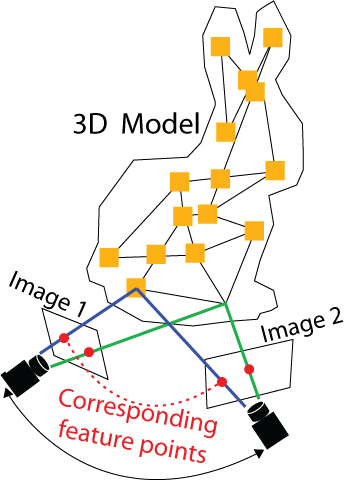 3D Model
Image 1
Image 2
Corresponding
feature points